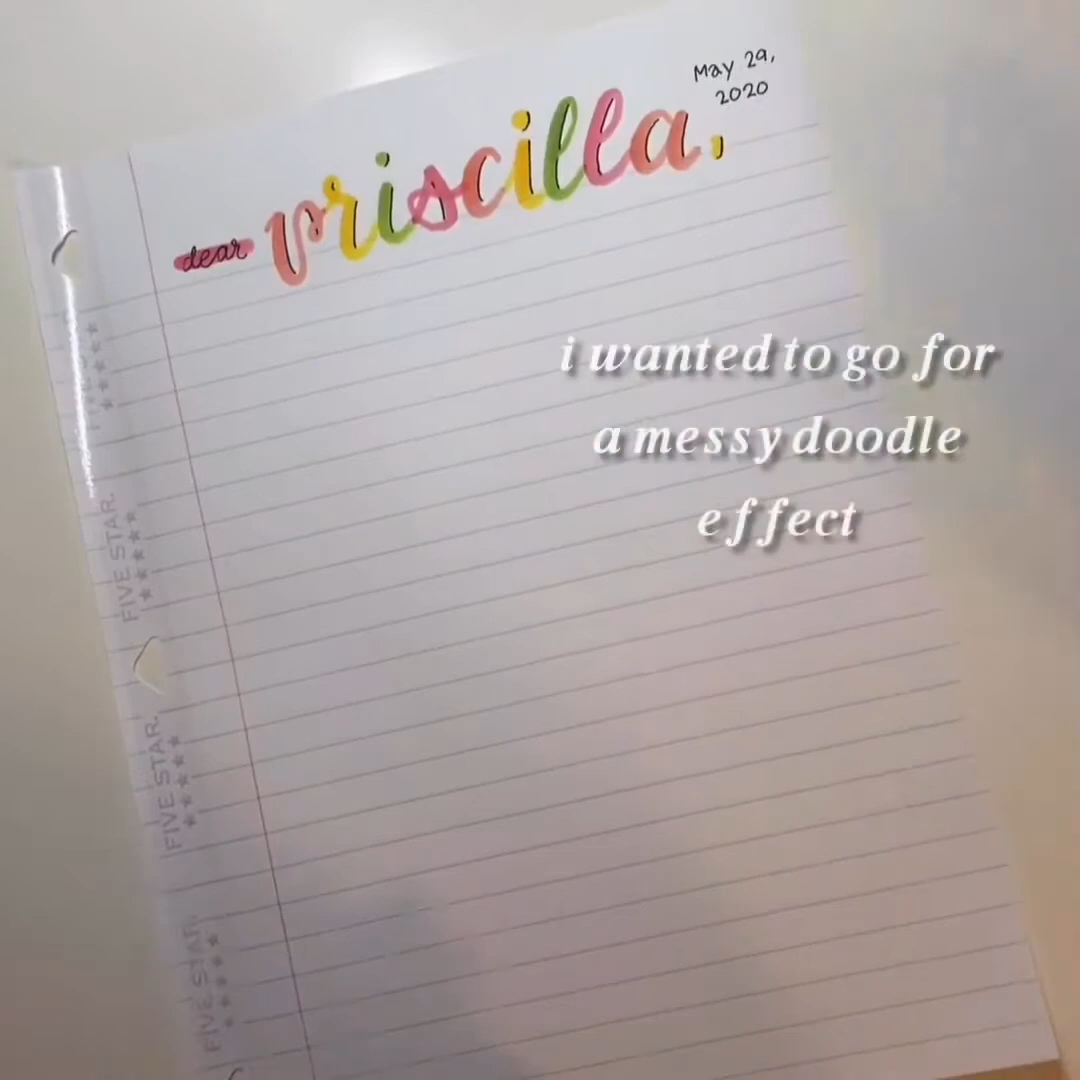 May 29,
2020
dear priscilla,
i wanted to go for
a messy doodle
effect
FIVE STAR.
FIVE STAR.
FIVE STAR.